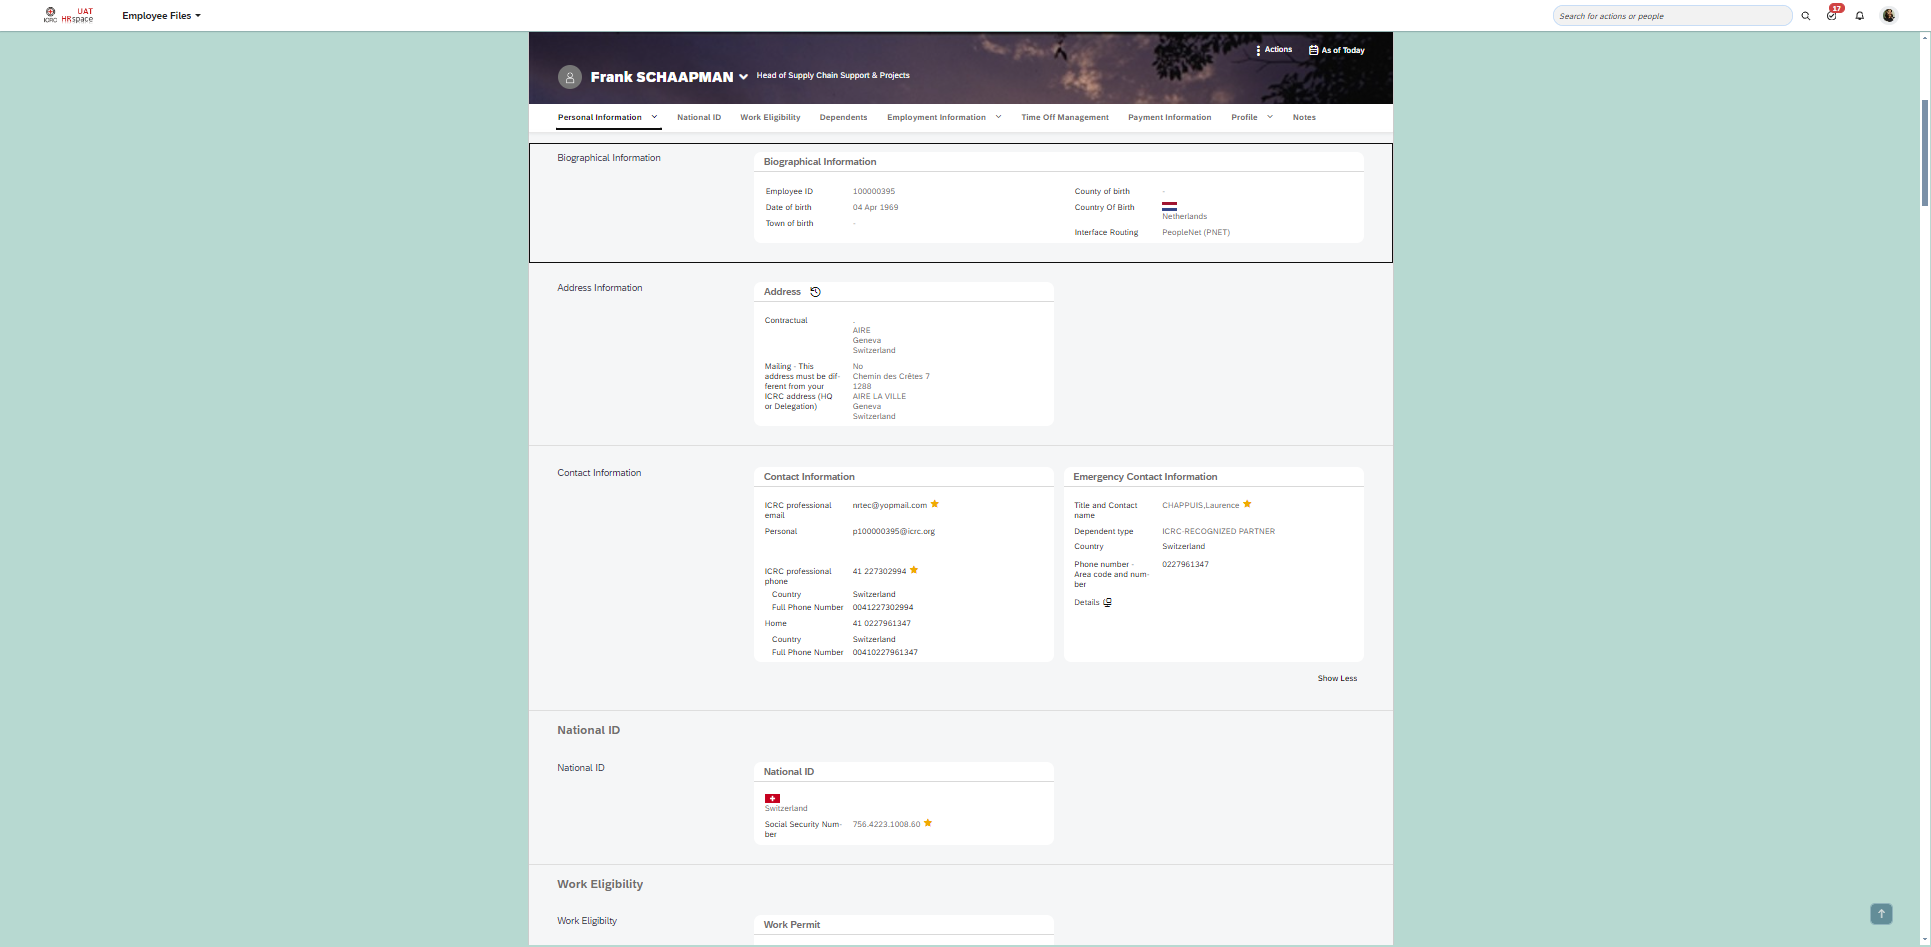 UAT
ICRC HRspace
Employee Files
Search for actions or people
17
Actions
As of Today
Frank SCHAAPMAN
Head of Supply Chain Support & Projects
Personal Information
National ID
Work Eligibility
Dependents
Employment Information
Time Off Management
Payment Information
Profile
Notes
Biographical Information
Biographical Information
Employee ID 100000395
Date of birth 04 Apr 1969
Town of birth -
County of birth -
Country Of Birth
Netherlands
Interface Routing PeopleNet (PNET)
Address Information
Address
Contractual -
AIRE
Geneva
Switzerland
Mailing - This No
address must be dif- Chemin des Crêtes 7
ferent from your 1288
ICRC address (HQ AIRE LA VILLE
or Delegation) Geneva
Switzerland
Contact Information
Contact Information
ICRC professional nrtec@yopmail.com
email
Personal p100000395@icrc.org
ICRC professional 41 227302994
phone
Country Switzerland
Full Phone Number 0041227302994
Home 41 0227961347
Country Switzerland
Full Phone Number 00410227961347
Emergency Contact Information
Title and Contact CHAPPUIS,Laurence
name
Dependent type ICRC-RECOGNIZED PARTNER
Country Switzerland
Phone number - 0227961347
Area code and num-
ber
Details
Show Less
National ID
National ID
National ID
Switzerland
Social Security Num- 756.4223.1008.60
ber
Work Eligibility
Work Eligibilty
Work Permit